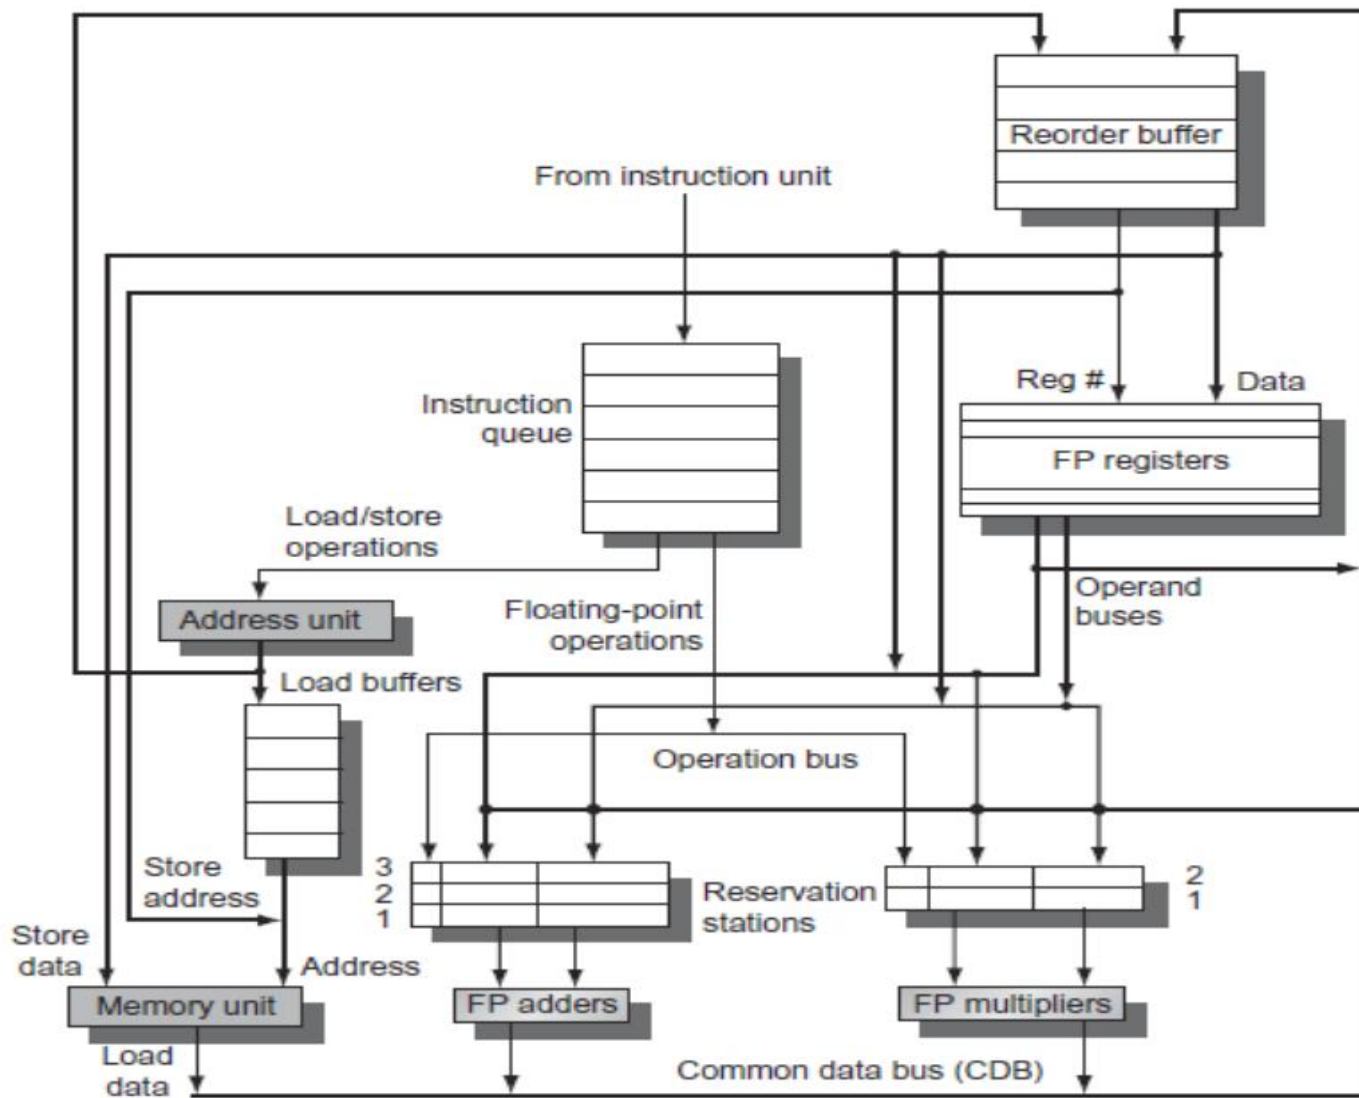 Reorder buffer
From instruction unit
Reg #
Data
Instruction
queue
FP registers
Load/store
operations
Operand
buses
Address unit
Floating-point
operations
Load buffers
Operation bus
Store
address
3
2
1
Reservation
stations
2
1
Store
data
Address
Memory unit
FP adders
FP multipliers
Load
data
Common data bus (CDB)